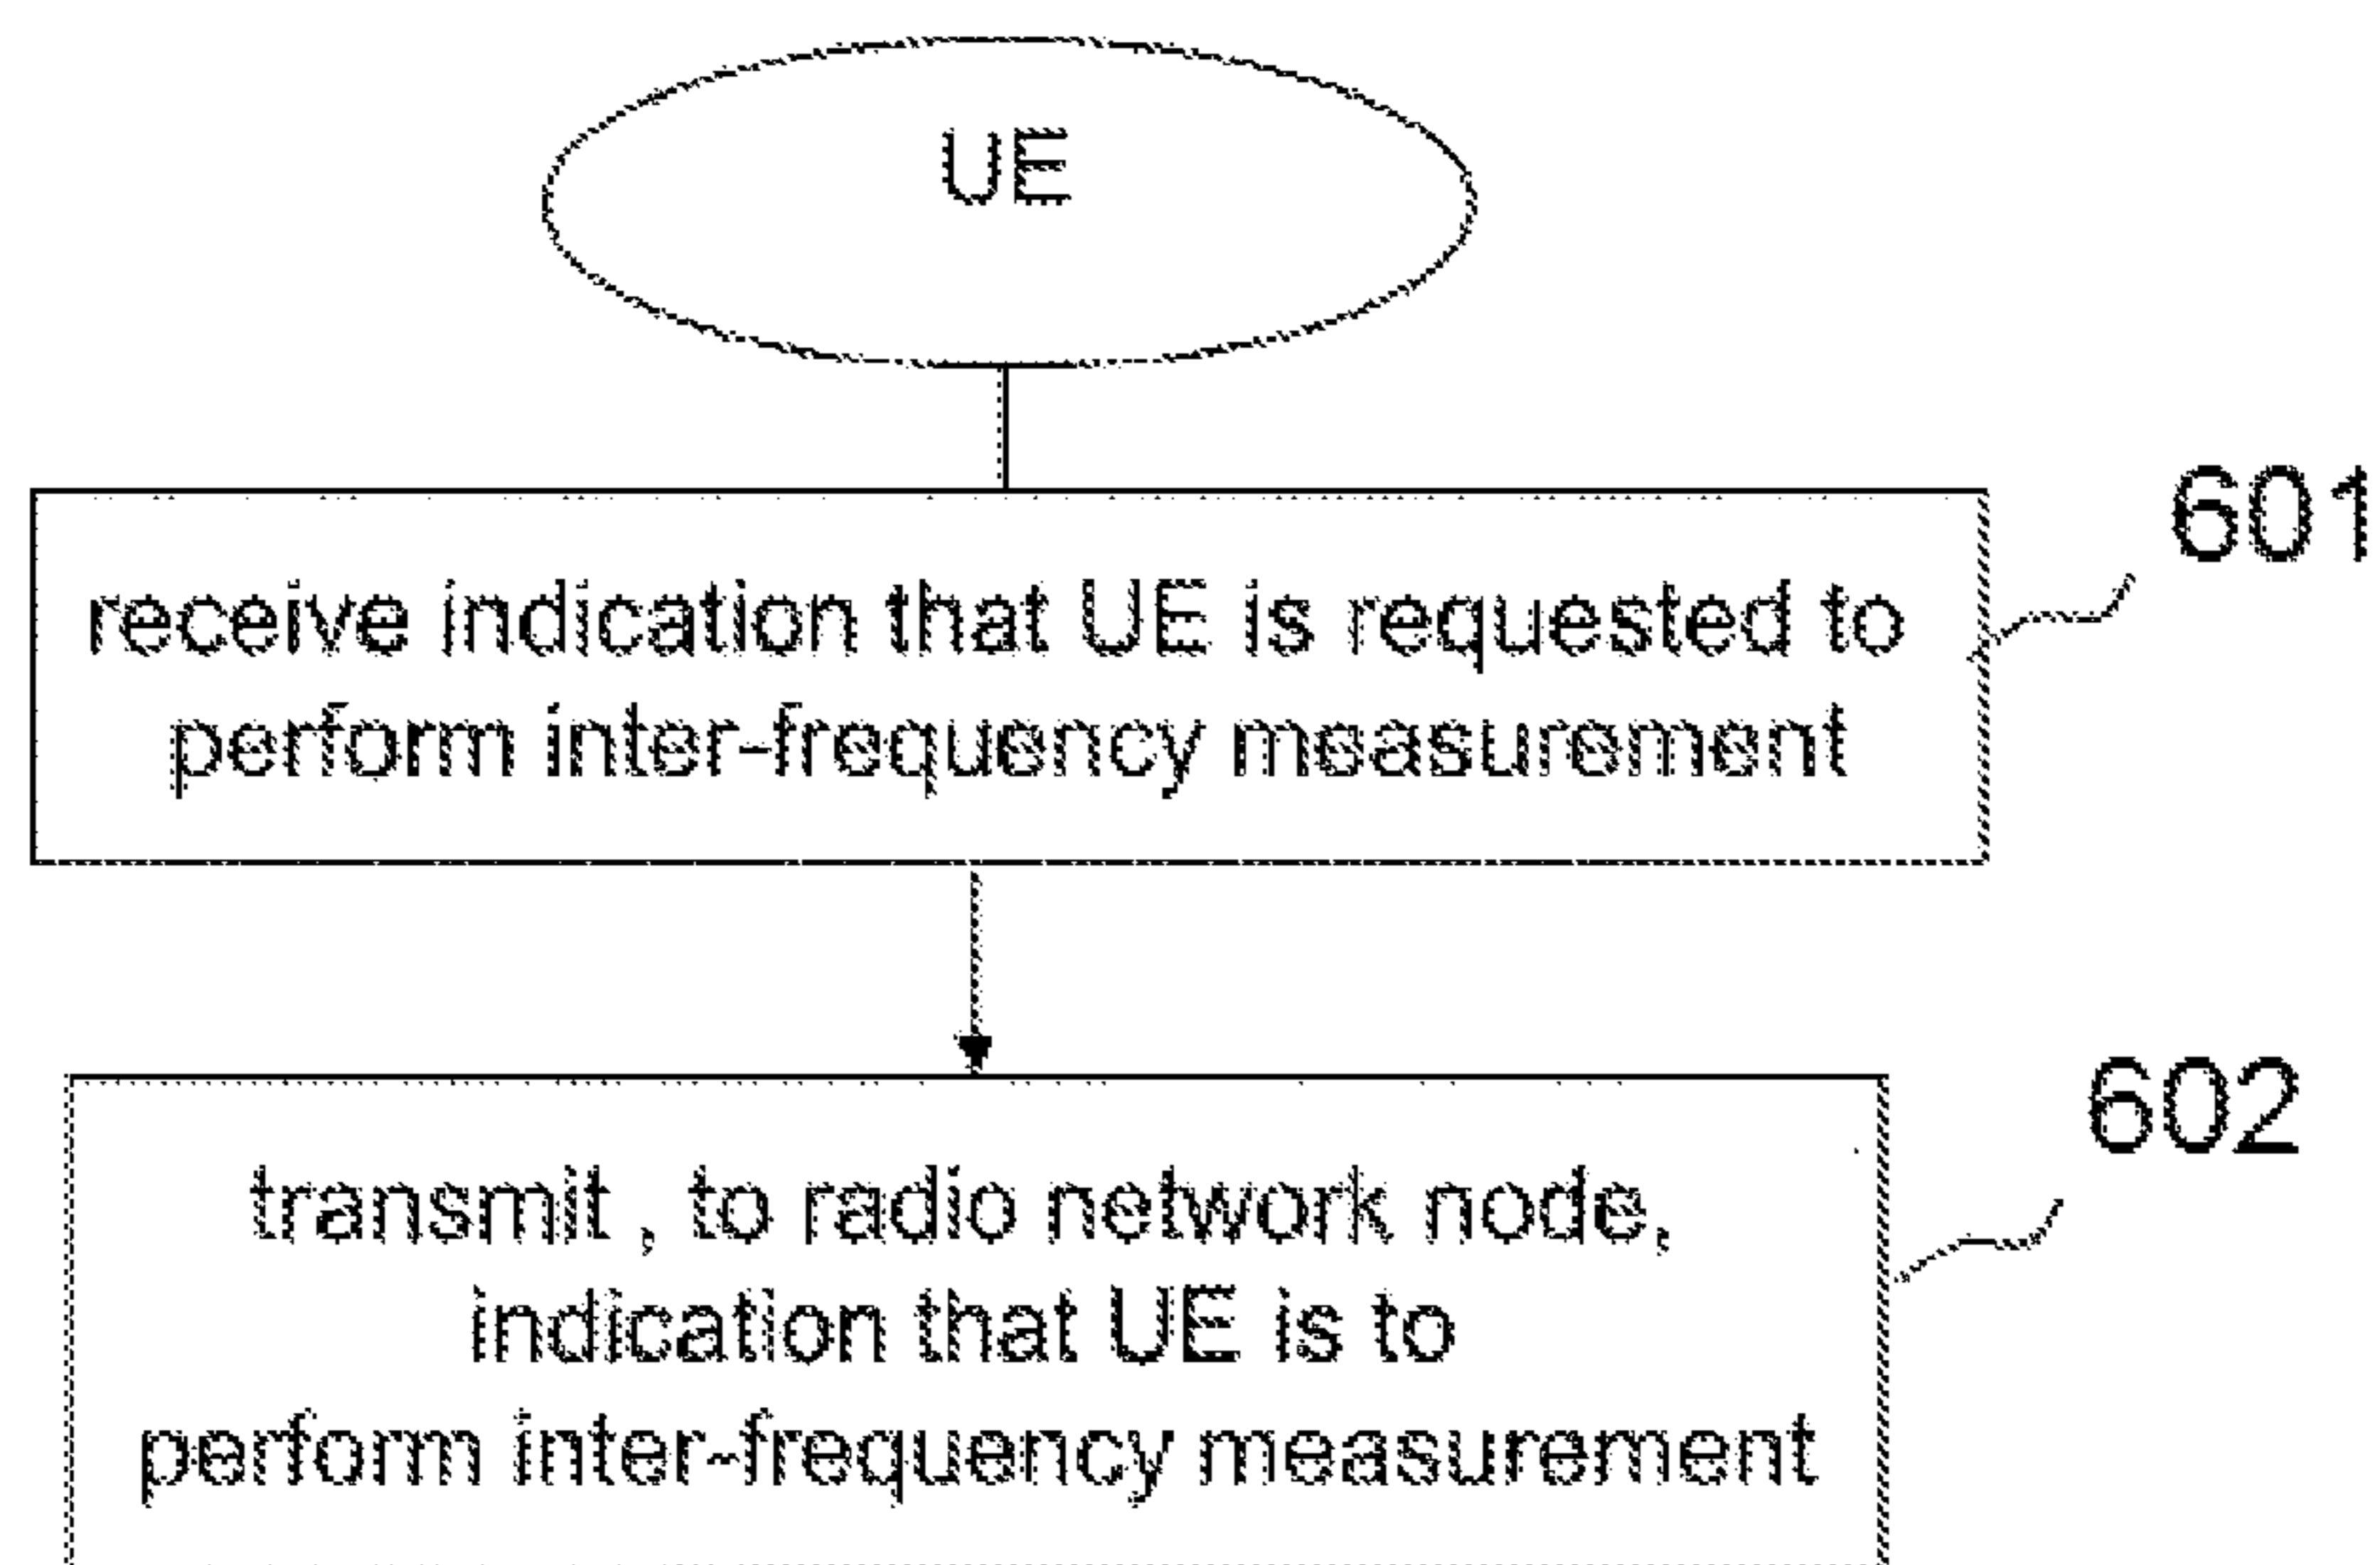 UE
601
receive indication that UE is requested to
perform inter-frequency measurement
602
transmit , to radio network node,
indication that UE is to
perform inter-frequency measurement